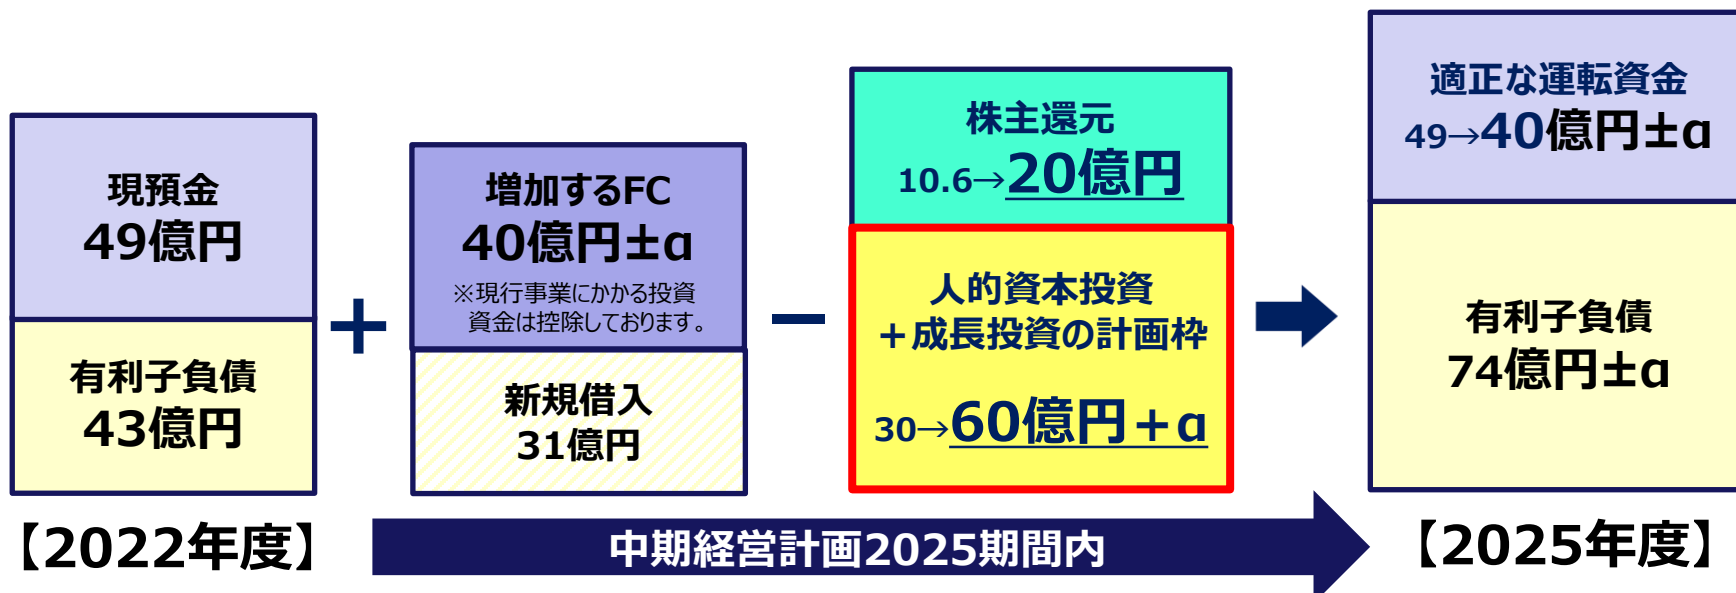 現預金
49億円
有利子負債
43億円
【2022年度】
+
増加するFC
40億円±α
※現行事業にかかる投資
資金は控除しております。
新規借入
31億円
−
株主還元
10.6→20億円
人的資本投資
＋成長投資の計画枠
30→60億円＋α
中期経営計画2025期間内
適正な運転資金
49→40億円±α
有利子負債
74億円±α
【2025年度】